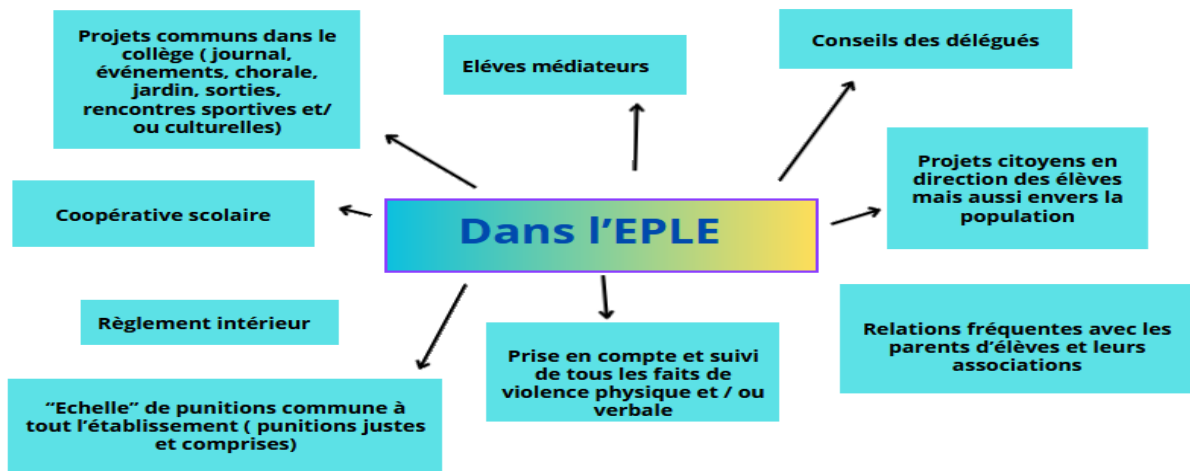 Projets communs dans le
collège ( journal,
événements, chorale,
jardin, sorties,
rencontres sportives et/
ou culturelles)
Eléves médiateurs
Conseils des délégués
Projets citoyens en
direction des élèves
mais aussi envers la
population
Coopérative scolaire
Dans l’EPLE
Règlement intérieur
Relations fréquentes avec les
parents d’élèves et leurs
associations
Prise en compte et suivi
de tous les faits de
violence physique et / ou
verbale
“Echelle” de punitions commune à
tout l’établissement ( punitions justes
et comprises)